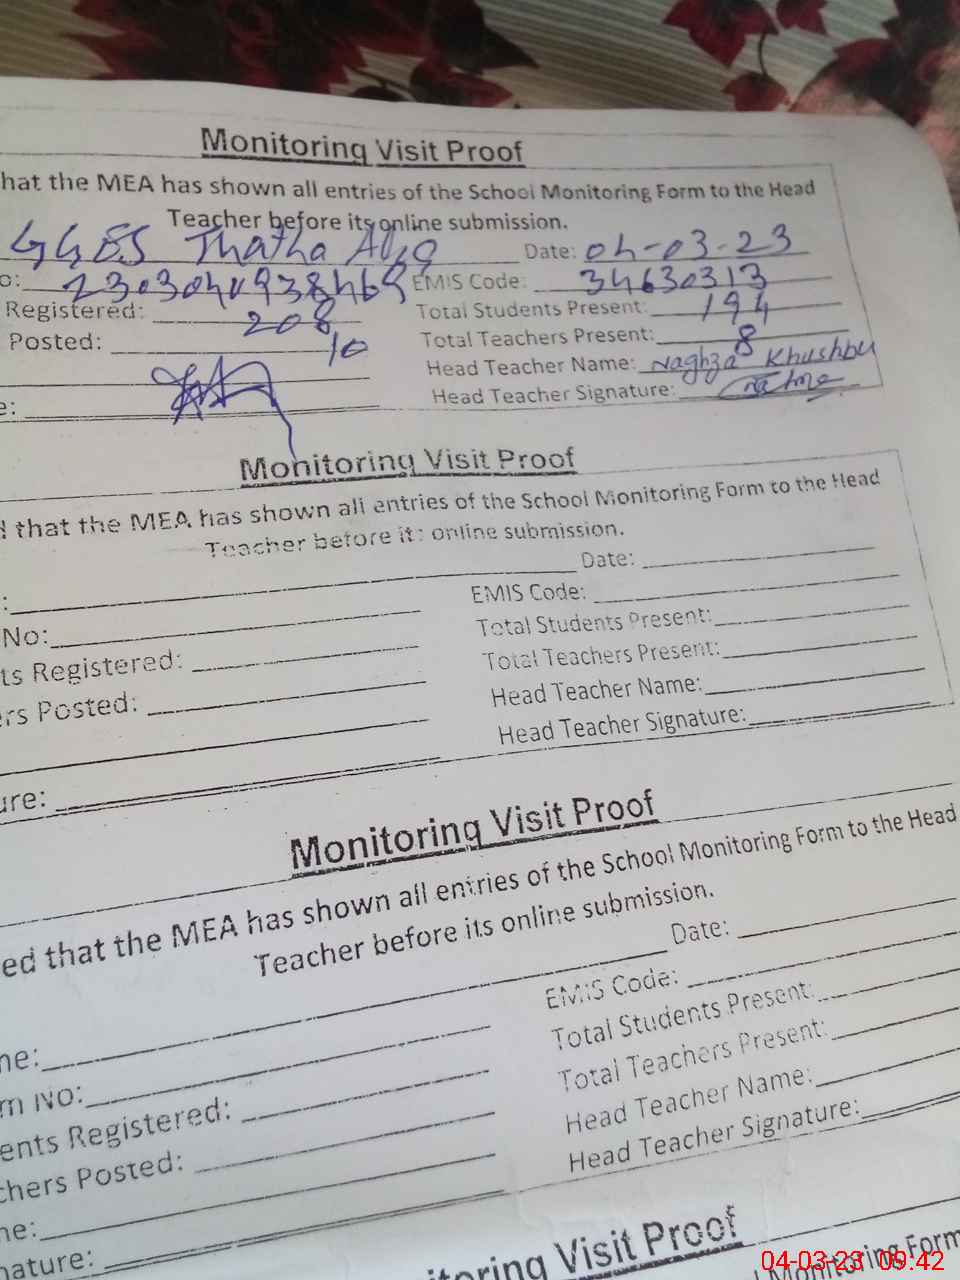 Monitoring Visit Proof
hat the MEA has shown all entries of the School Monitoring Form to the Head
Teacher before its online submission.
GGES Thatha Date: 04-03-23
o: EMIS Code: 34630313
Registered: 208 Total Students Present: 194
Posted: 10 Total Teachers Present: 8
Head Teacher Name: Naghza Khushbu
e: Head Teacher Signature:
Monitoring Visit Proof
d that the MEA has shown all entries of the School Monitoring Form to the Head
Teacher before its online submission.
: Date:
No: EMIS Code:
ts Registered: Total Students Present:
ers Posted: Total Teachers Present:
Head Teacher Name:
ure: Head Teacher Signature:
Monitoring Visit Proof
ed that the MEA has shown all entries of the School Monitoring Form to the Head
Teacher before its online submission.
ne: Date:
m No: EMIS Code:
ents Registered: Total Students Present:
chers Posted: Total Teachers Present:
ne: Head Teacher Name:
nature: Head Teacher Signature:
itoring Visit Proof
l Monitoring Form
04-03-23 09:42